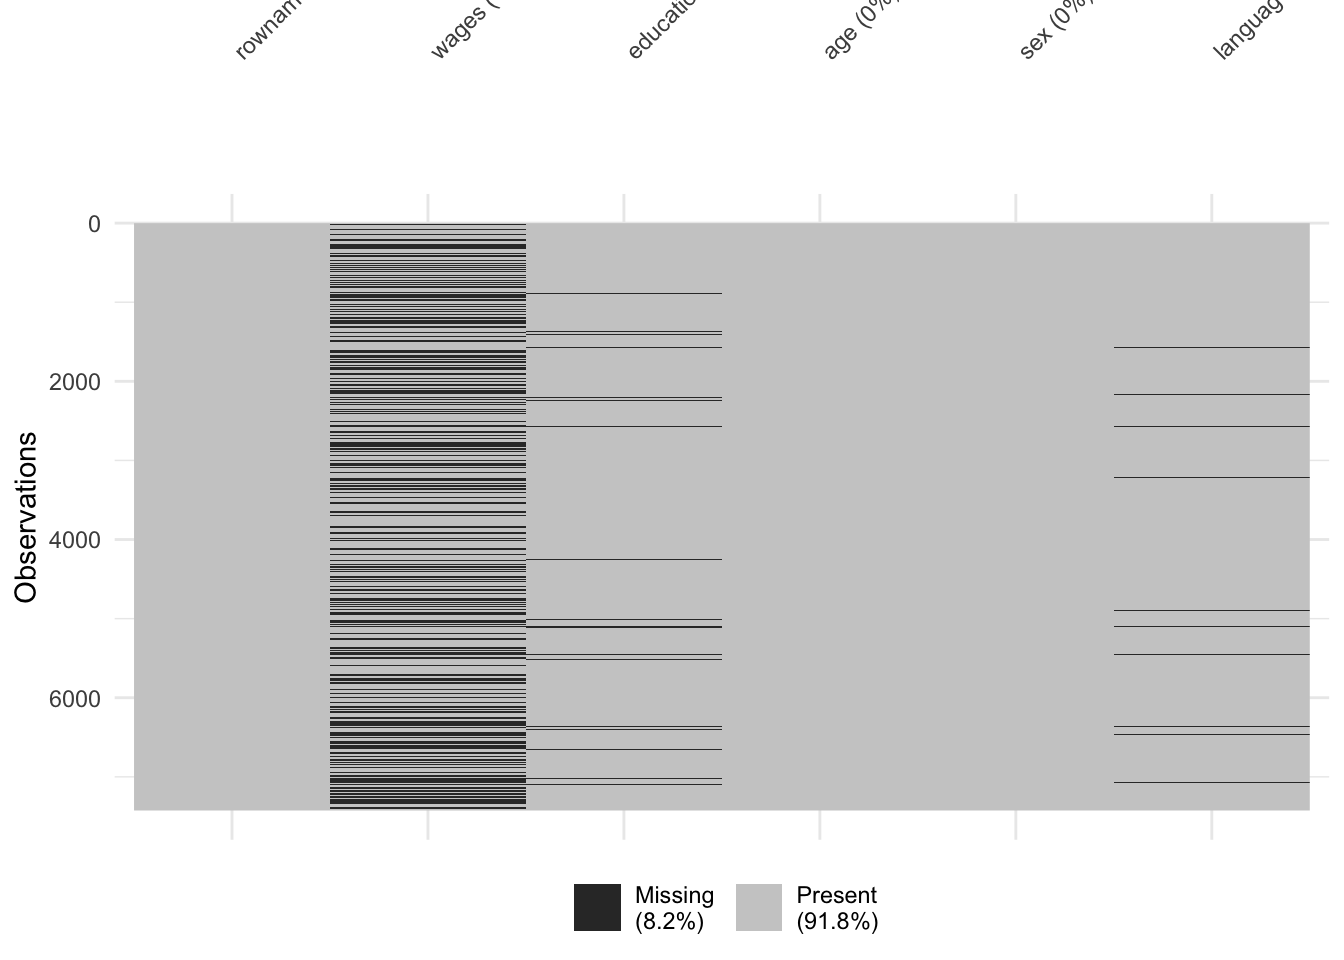 rownam
wages (
educatio
age (0%)
sex (0%)
languag
0
2000
4000
6000
Observations
Missing
(8.2%)
Present
(91.8%)